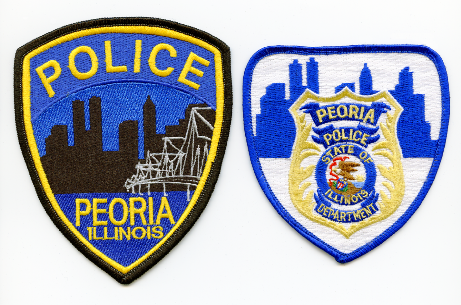 POLICE
PEORIA
ILLINOIS
PEORIA
POLICE
STATE OF
ILLINOIS
DEPARTMENT